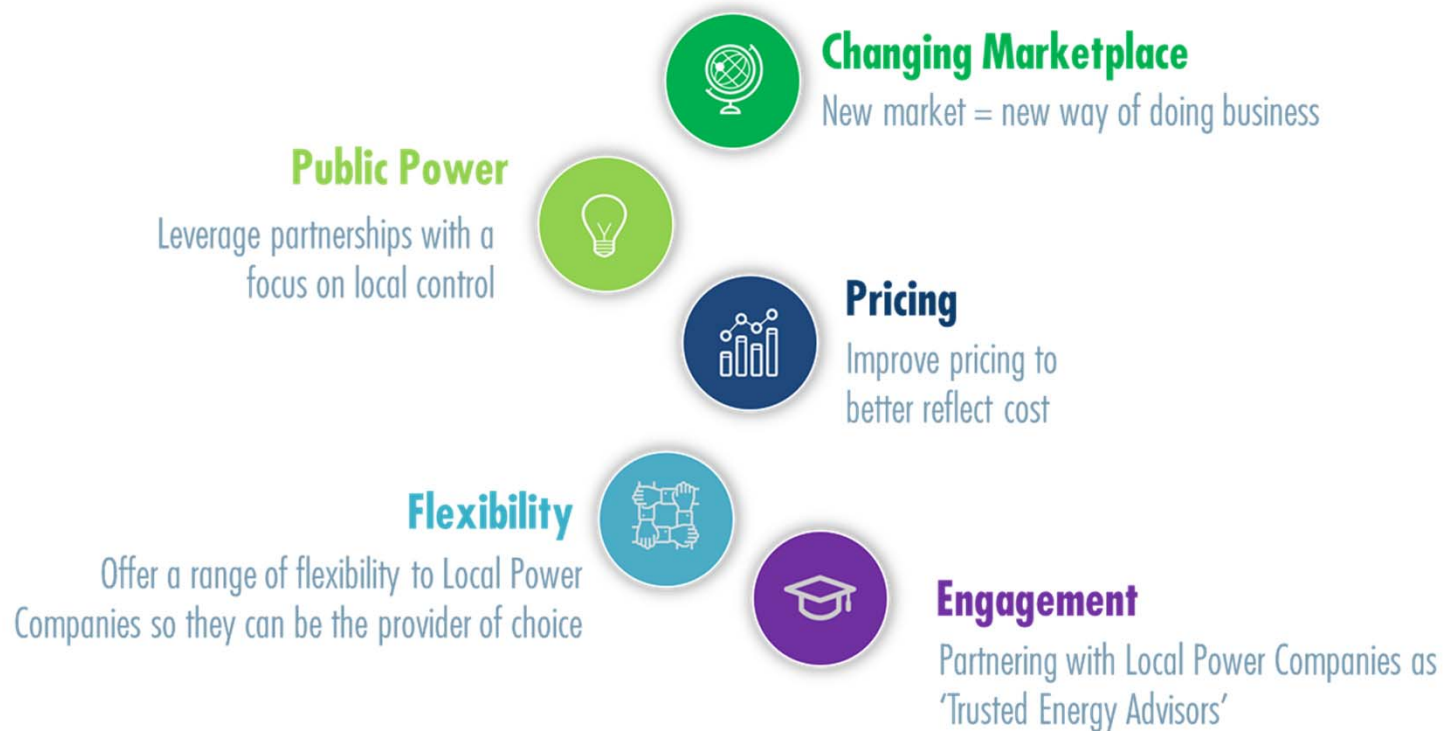 Changing Marketplace
New market = new way of doing business
Public Power
Leverage partnerships with a
focus on local control
Pricing
Improve pricing to
better reflect cost
Flexibility
Offer a range of flexibility to Local Power
Companies so they can be the provider of choice
Engagement
Partnering with Local Power Companies as
‘Trusted Energy Advisors’